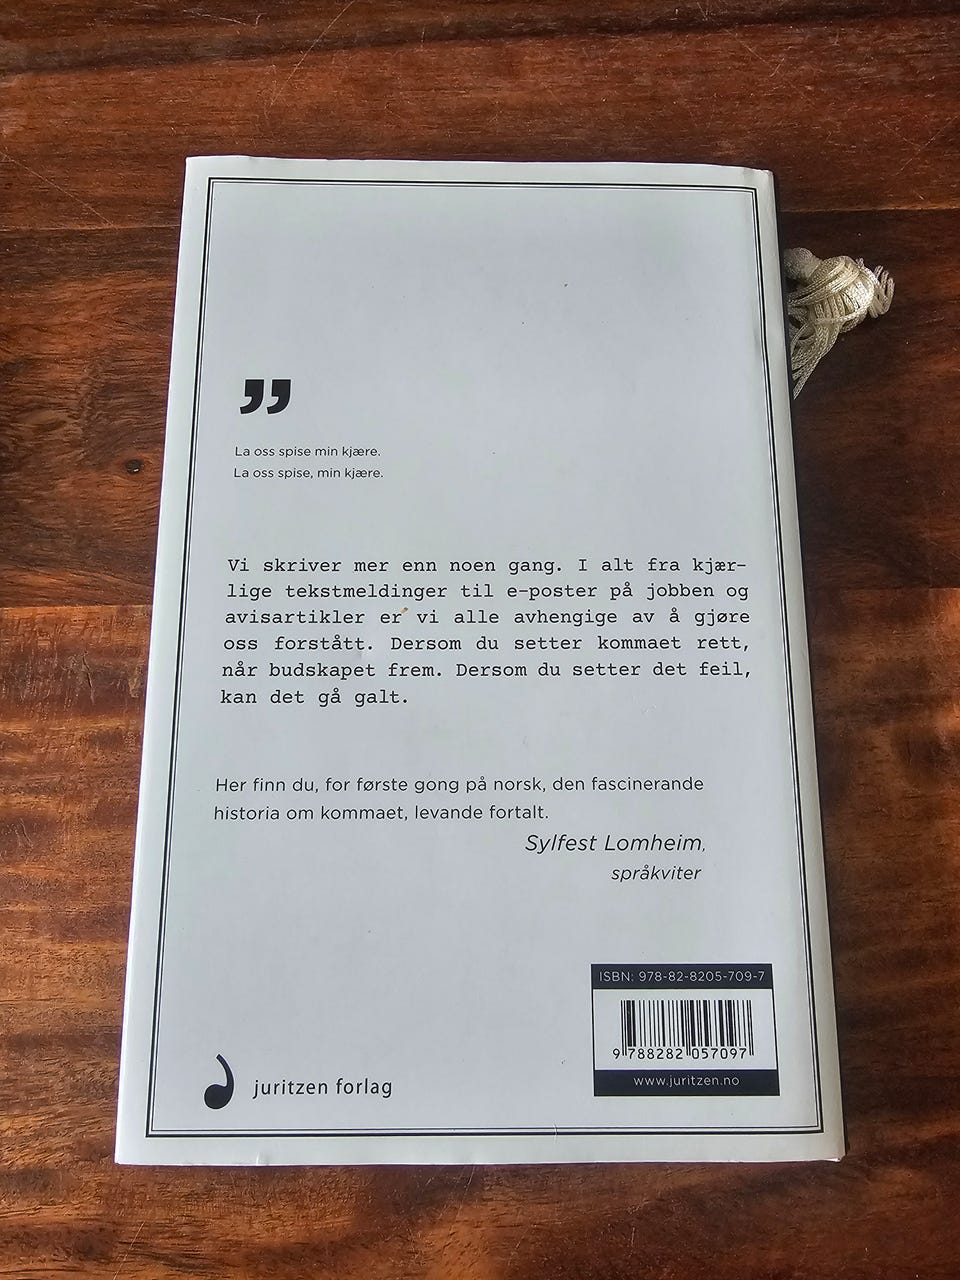 ”
La oss spise min kjære.
La oss spise, min kjære.
Vi skriver mer enn noen gang. I alt fra kjær-
lige tekstmeldinger til e-poster på jobben og
avisartikler er vi alle avhengige av å gjøre
oss forstått. Dersom du setter kommaet rett,
når budskapet frem. Dersom du setter det feil,
kan det gå galt.
Her finn du, for første gong på norsk, den fascinerande
historia om kommaet, levande fortalt.
Sylfest Lomheim,
språkviter
ISBN: 978-82-8205-709-7
9 788282 057097
www.juritzen.no
juritzen forlag